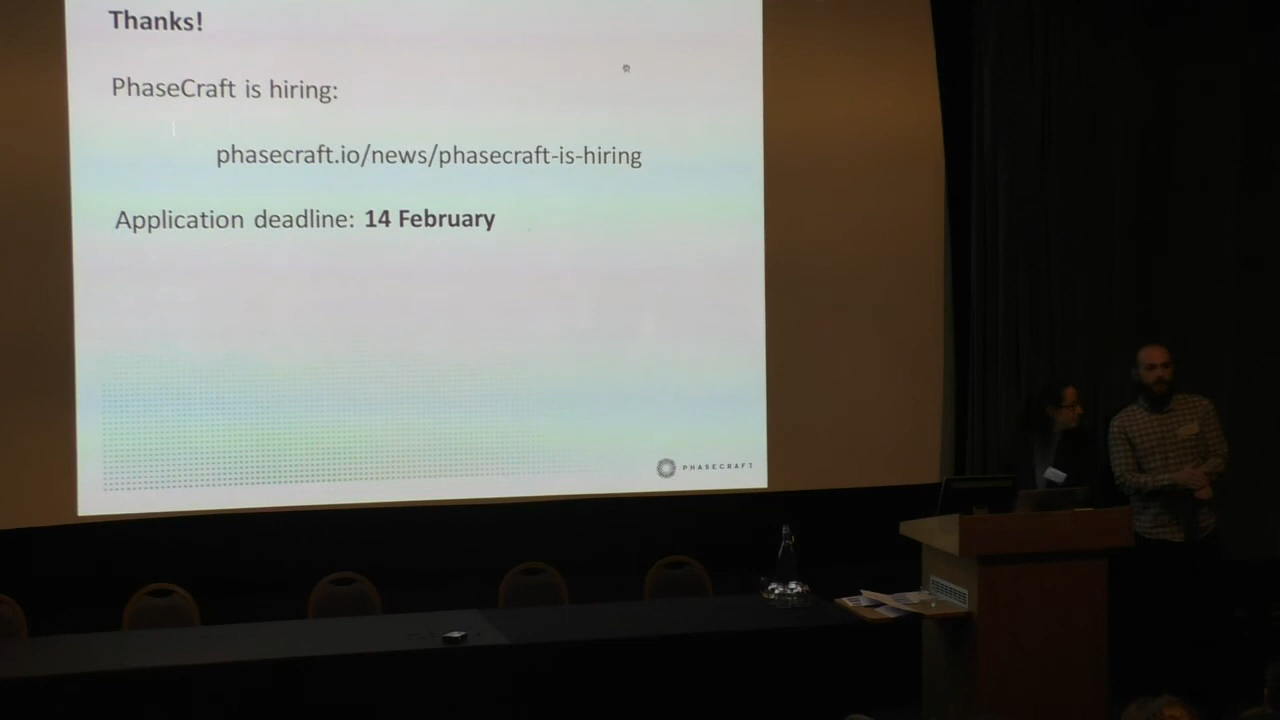 Thanks!
PhaseCraft is hiring:
phasecraft.io/news/phasecraft-is-hiring
Application deadline: 14 February
PHASECRAFT